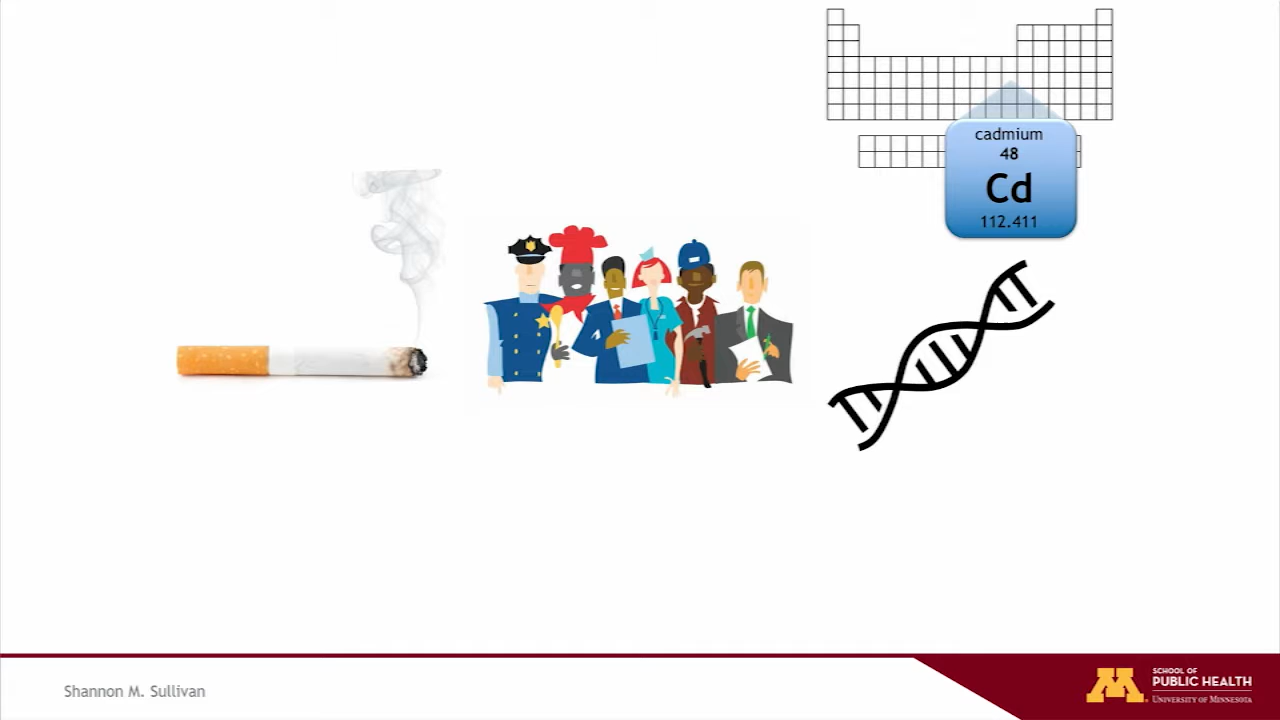 cadmium
48
Cd
112.411
Shannon M. Sullivan
M
SCHOOL OF
PUBLIC HEALTH
UNIVERSITY OF MINNESOTA